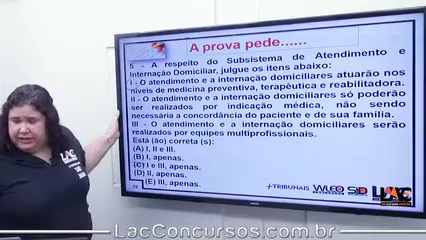 A prova pede......
5 - A respeito do Subsistema de Atendimento e
Internação Domiciliar, julgue os itens abaixo:
I - O atendimento e a internação domiciliares atuarão nos
níveis de medicina preventiva, terapêutica e reabilitadora.
II - O atendimento e a internação domiciliares só poderão
ser realizados por indicação médica, não sendo
necessária a concordância do paciente e de sua família.
III - O atendimento e a internação domiciliares serão
realizados por equipes multiprofissionais.
Está (ão) correta (s):
(A) I, II e III.
(B) I, apenas.
(C) I e III, apenas.
(D) II, apenas.
(E) III, apenas.
+TRIBUNAIS
LAC
LacConcursos.com.br